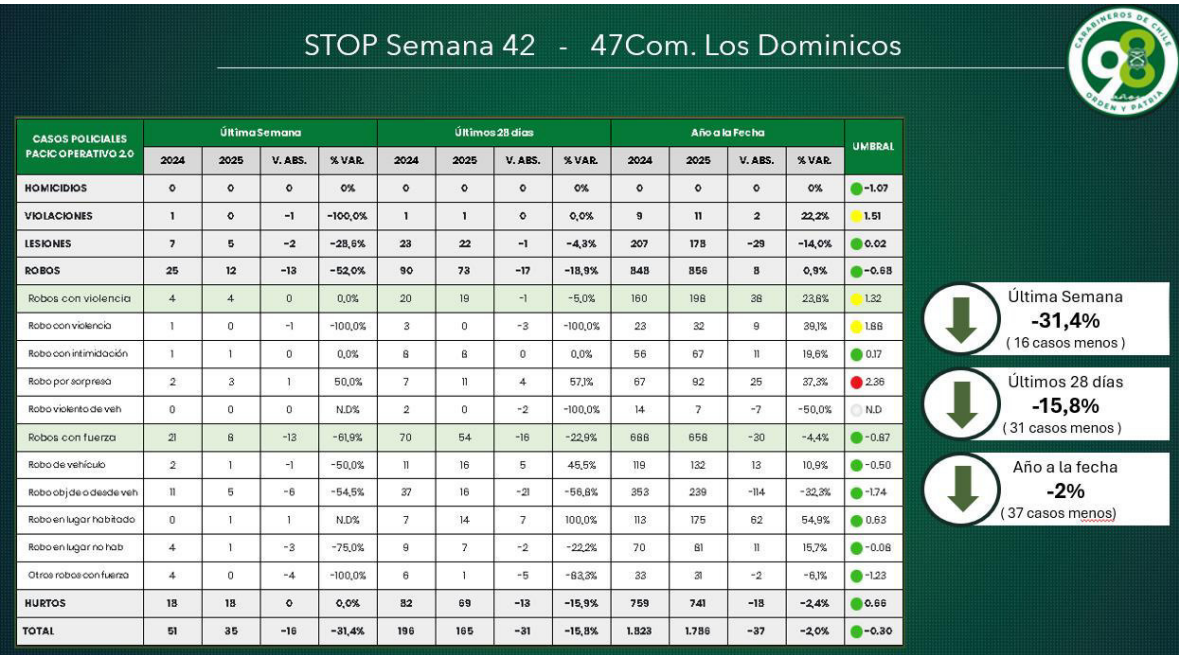 STOP Semana 42 - 47Com. Los Dominicos
CARABINEROS DE CHILE
98
años
ORDEN Y PATRIA
CASOS POLICIALES PACIC OPERATIVO 2.0 Última Semana Últimos 28 días Año a la Fecha UMBRAL
2024 2025 V. ABS. % VAR. 2024 2025 V. ABS. % VAR. 2024 2025 V. ABS. % VAR.
HOMICIDIOS 0 0 0 0% 0 0 0 0% 0 0 0 0% -1.07
VIOLACIONES 1 0 -1 -100,0% 1 1 0 0,0% 9 11 2 22,2% 1.51
LESIONES 7 5 -2 -28,6% 23 22 -1 -4,3% 207 178 -29 -14,0% 0.02
ROBOS 25 12 -13 -52,0% 90 73 -17 -18,9% 848 856 8 0,9% -0.68
Robos con violencia 4 4 0 0,0% 20 19 -1 -5,0% 160 198 38 23,8% 1.32
Robo con violencia 1 0 -1 -100,0% 3 0 -3 -100,0% 23 32 9 39,1% 1.88
Robo con intimidación 1 1 0 0,0% 8 8 0 0,0% 56 67 11 19,6% 0.17
Robo por sorpresa 2 3 1 50,0% 7 11 4 57,1% 67 92 25 37,3% 2.36
Robo violento de veh 0 0 0 N.D% 2 0 -2 -100,0% 14 7 -7 -50,0% N.D
Robos con fuerza 21 8 -13 -61,9% 70 54 -16 -22,9% 688 658 -30 -4,4% -0.87
Robo de vehículo 2 1 -1 -50,0% 11 16 5 45,5% 119 132 13 10,9% -0.50
Robo obj de o desde veh 11 5 -6 -54,5% 37 16 -21 -56,8% 353 239 -114 -32,3% -1.74
Robo en lugar habitado 0 1 1 N.D% 7 14 7 100,0% 113 175 62 54,9% 0.63
Robo en lugar no hab 4 1 -3 -75,0% 9 7 -2 -22,2% 70 81 11 15,7% -0.08
Otros robos con fuerza 4 0 -4 -100,0% 6 1 -5 -83,3% 33 31 -2 -6,1% -1.23
HURTOS 18 18 0 0,0% 82 69 -13 -15,9% 759 741 -18 -2,4% 0.66
TOTAL 51 35 -16 -31,4% 196 165 -31 -15,8% 1.823 1.786 -37 -2,0% -0.30
Última Semana
-31,4%
( 16 casos menos )
Últimos 28 días
-15,8%
( 31 casos menos )
Año a la fecha
-2%
( 37 casos menos)